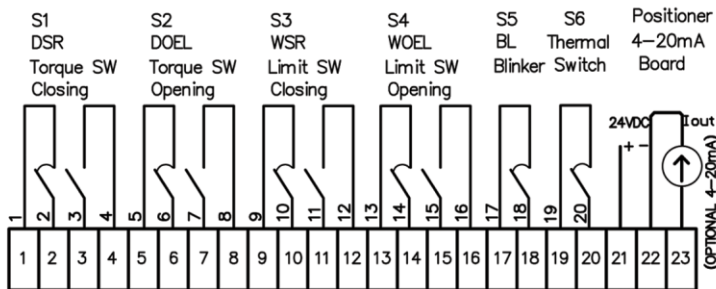 S1
DSR
Torque SW
Closing
S2
DOEL
Torque SW
Opening
S3
WSR
Limit SW
Closing
S4
WOEL
Limit SW
Opening
S5
BL
Blinker
S6
Thermal
Switch
Positioner
4-20mA
Board
24VDC
+ -
Iout
(OPTIONAL 4-20mA)
1 2 3 4 5 6 7 8 9 10 11 12 13 14 15 16 17 18 19 20
1 2 3 4 5 6 7 8 9 10 11 12 13 14 15 16 17 18 19 20 21 22 23